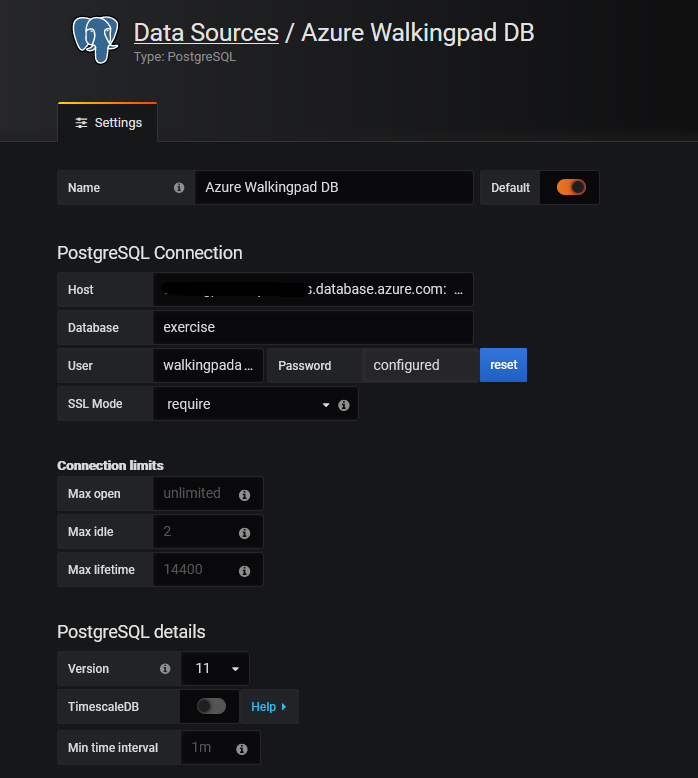 Data Sources / Azure Walkingpad DB
Type: PostgreSQL
Settings
Name Azure Walkingpad DB Default
PostgreSQL Connection
Host s.database.azure.com: ...
Database exercise
User walkingpada... Password configured reset
SSL Mode require
Connection limits
Max open unlimited
Max idle 2
Max lifetime 14400
PostgreSQL details
Version 11
TimescaleDB Help
Min time interval 1m